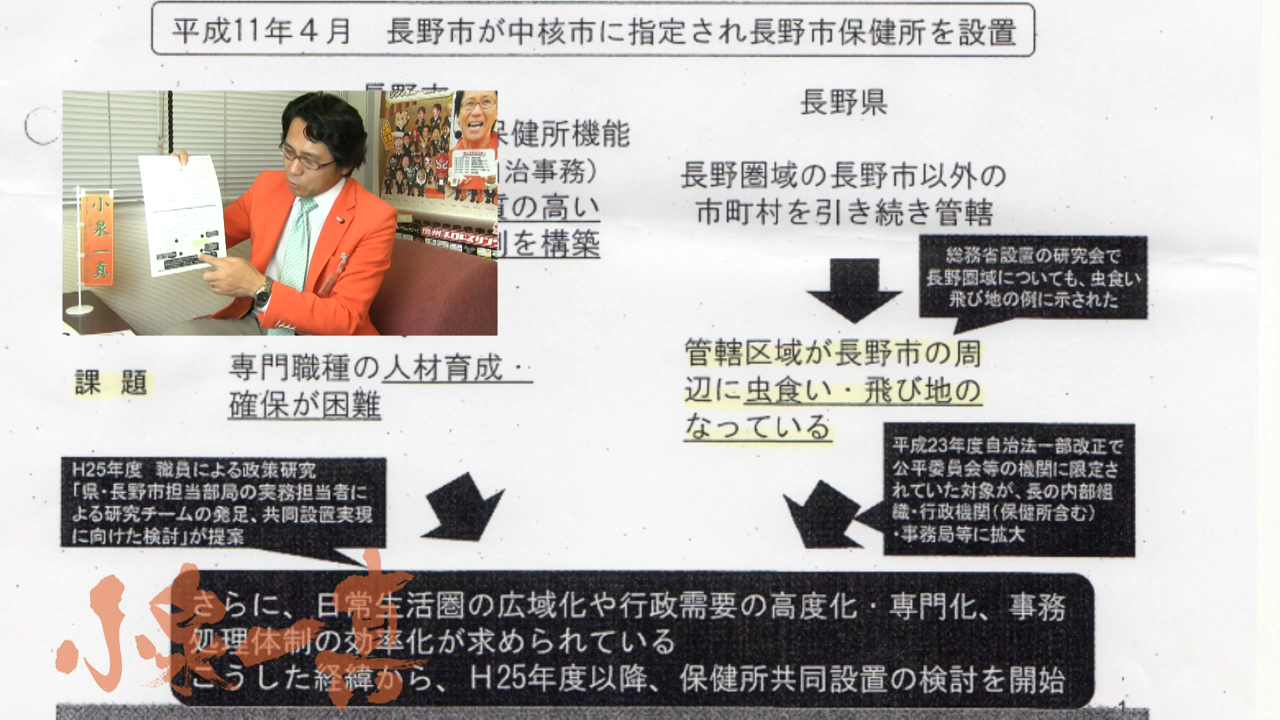 平成11年4月 長野市が中核市に指定され長野市保健所を設置
長野市
保健所機能
治事務)
質の高い
を構築
小泉一真
長野県
長野圏域の長野市以外の
市町村を引き続き管轄
総務省設置の研究会で
長野圏域についても、虫食い
飛び地の例に示された
課 題
専門職種の人材育成・
確保が困難
管轄区域が長野市の周
辺に虫食い・飛び地の
なっている
H25年度 職員による政策研究
「県・長野市担当部局の実務担当者に
よる研究チームの発足、共同設置実現
に向けた検討」が提案
平成23年度自治法一部改正で
公平委員会等の機関に限定さ
れていた対象が、長の内部組
織・行政機関(保健所含む)
・事務局等に拡大
さらに、日常生活圏の広域化や行政需要の高度化・専門化、事務
処理体制の効率化が求められている
こうした経緯から、H25年度以降、保健所共同設置の検討を開始
小泉一真
1